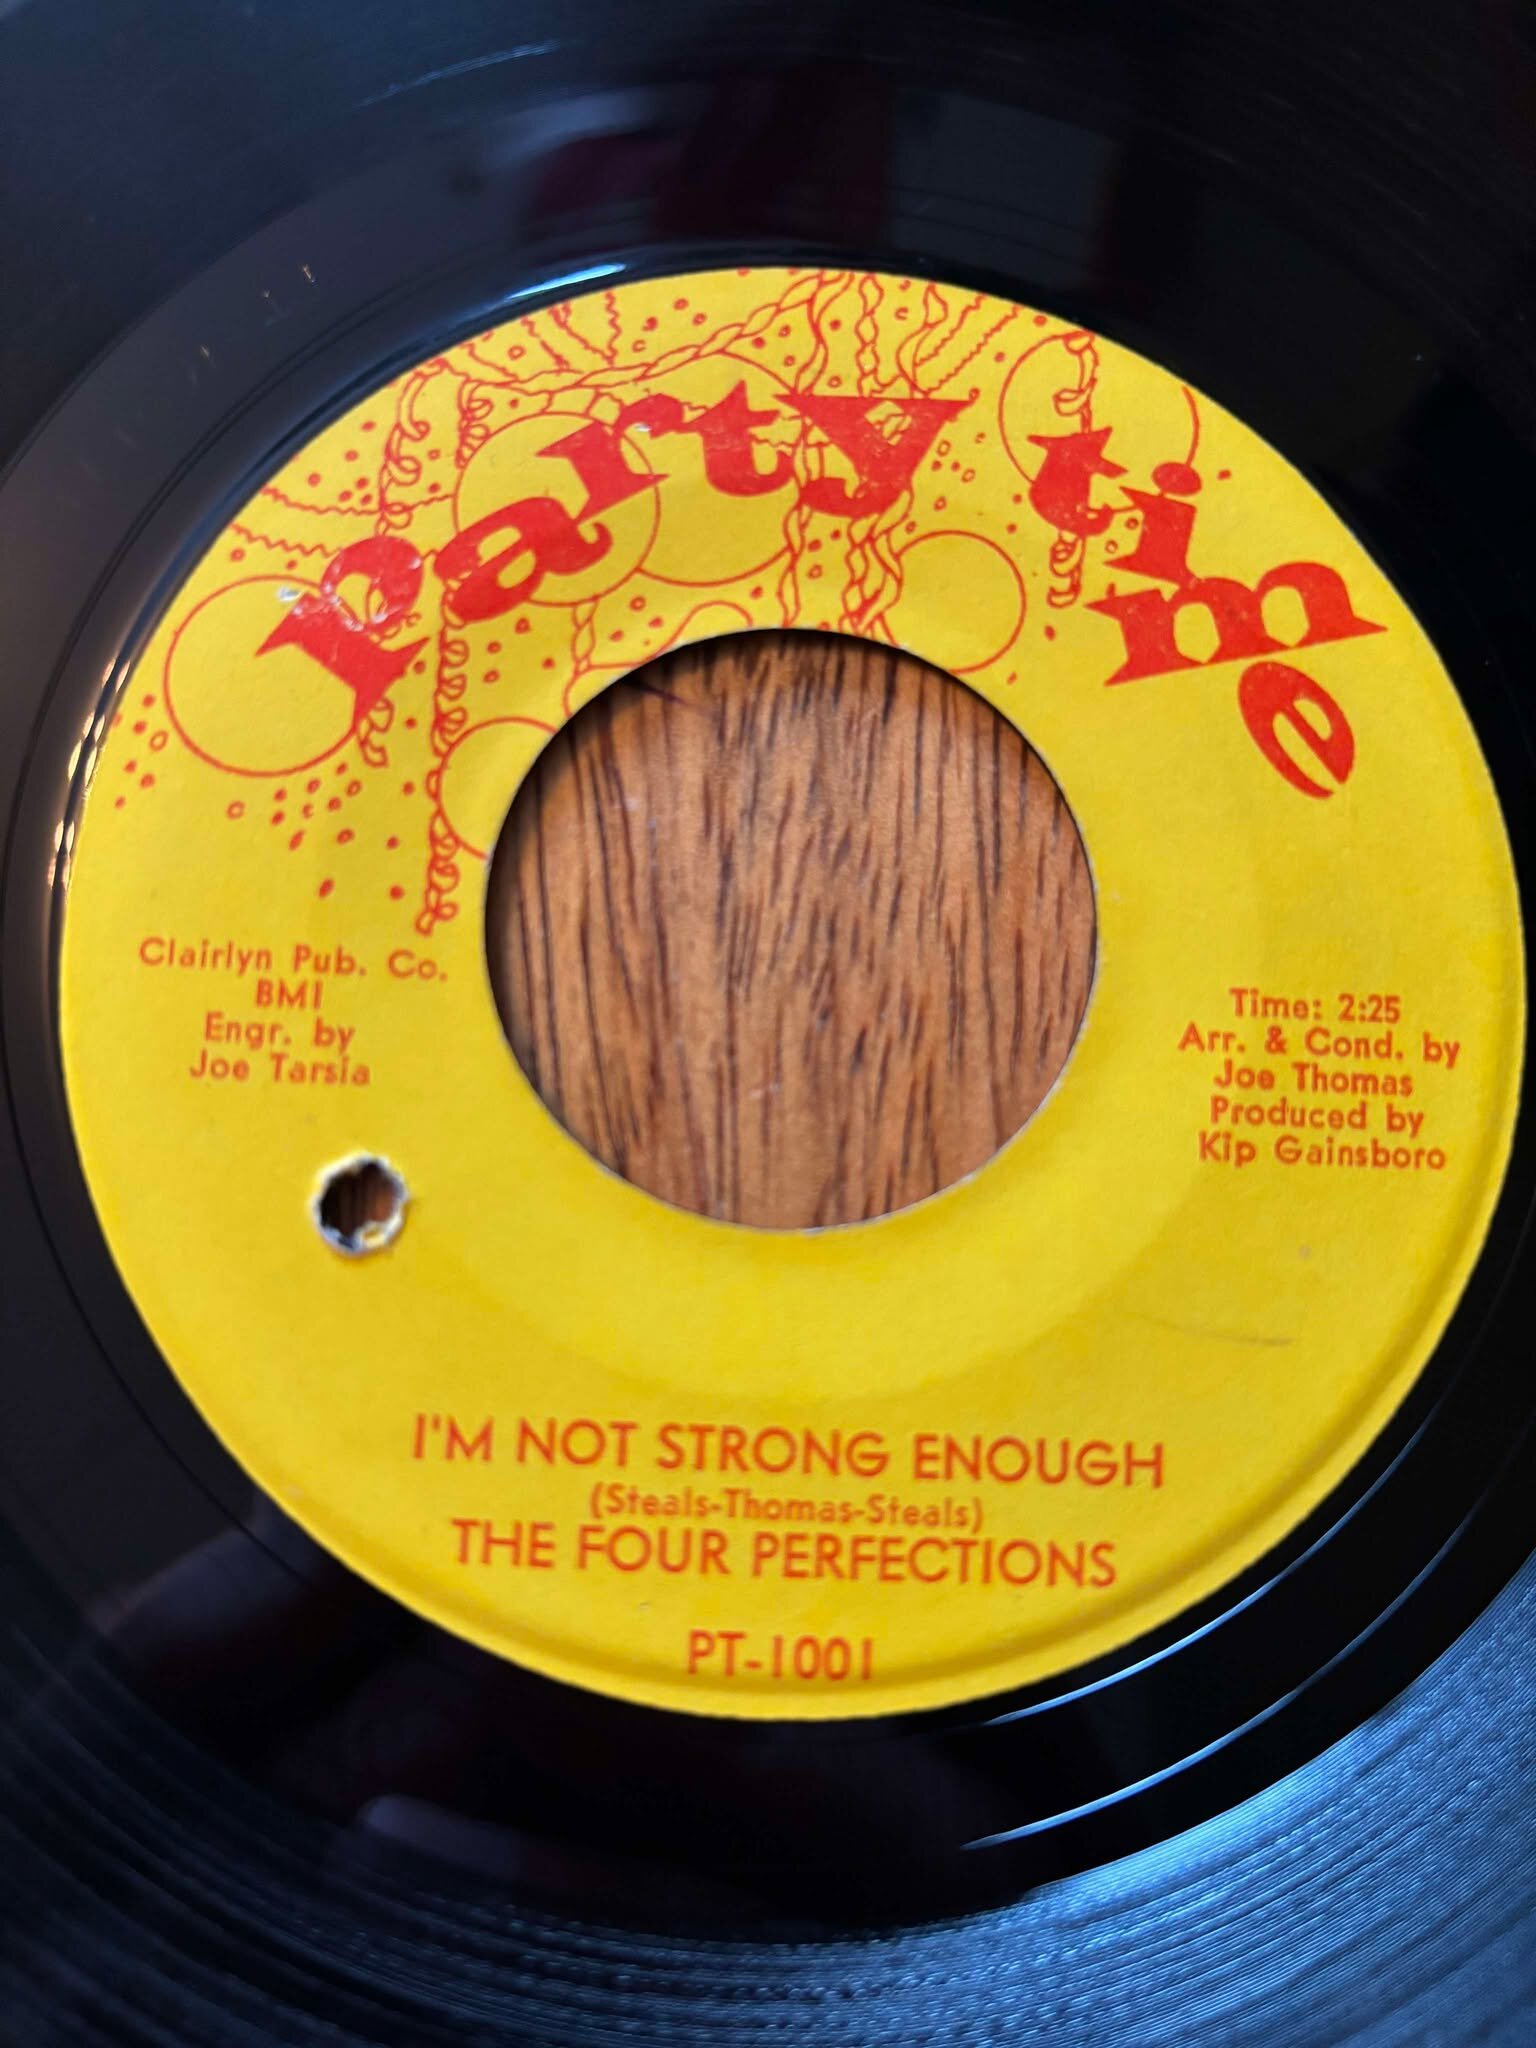 Party time
Clairlyn Pub. Co.
BMI
Engr. by
Joe Tarsia
Time: 2:25
Arr. & Cond. by
Joe Thomas
Produced by
Kip Gainsboro
I'M NOT STRONG ENOUGH
(Steals-Thomas-Steals)
THE FOUR PERFECTIONS
PT-1001